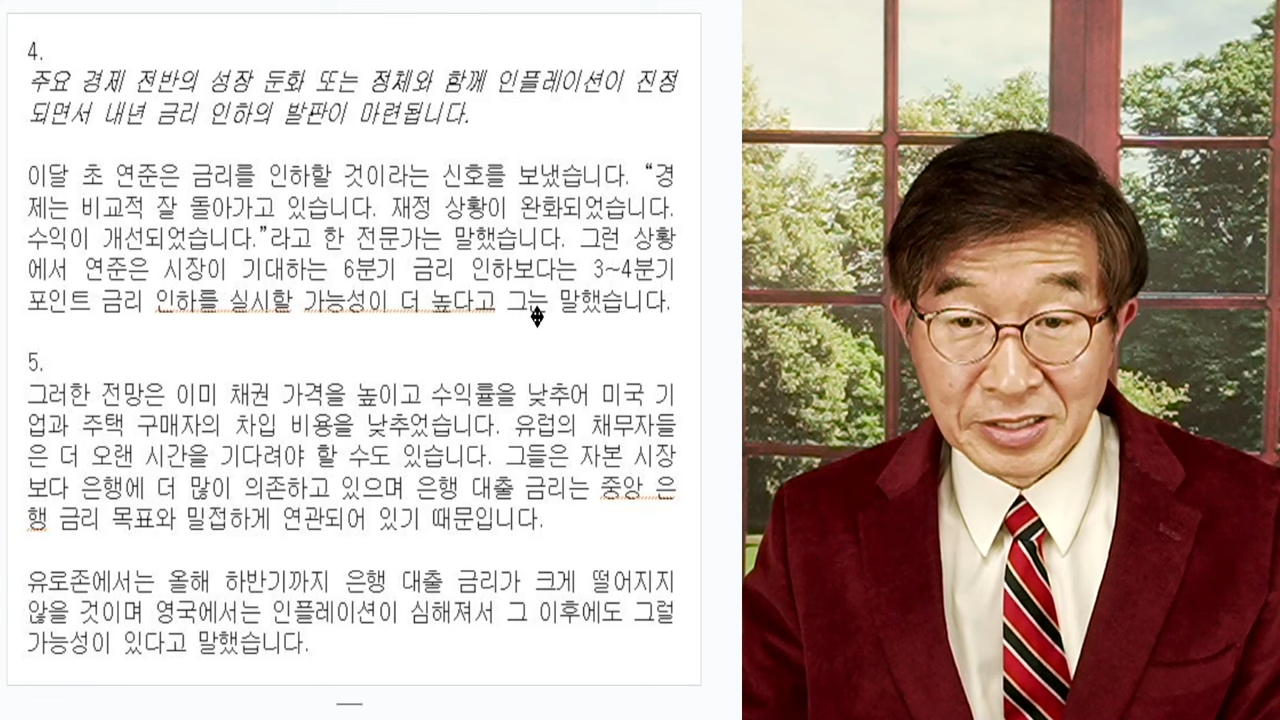 4.
주요 경제 전반의 성장 둔화 또는 정체와 함께 인플레이션이 진정
되면서 내년 금리 인하의 발판이 마련됩니다.
이달 초 연준은 금리를 인하할 것이라는 신호를 보냈습니다. “경
제는 비교적 잘 돌아가고 있습니다. 재정 상황이 완화되었습니다.
수익이 개선되었습니다.”라고 한 전문가는 말했습니다. 그런 상황
에서 연준은 시장이 기대하는 6분기 금리 인하보다는 3~4분기
포인트 금리 인하를 실시할 가능성이 더 높다고 그는 말했습니다.
5.
그러한 전망은 이미 채권 가격을 높이고 수익률을 낮추어 미국 기
업과 주택 구매자의 차입 비용을 낮추었습니다. 유럽의 채무자들
은 더 오랜 시간을 기다려야 할 수도 있습니다. 그들은 자본 시장
보다 은행에 더 많이 의존하고 있으며 은행 대출 금리는 중앙 은
행 금리 목표와 밀접하게 연관되어 있기 때문입니다.
유로존에서는 올해 하반기까지 은행 대출 금리가 크게 떨어지지
않을 것이며 영국에서는 인플레이션이 심해져서 그 이후에도 그럴
가능성이 있다고 말했습니다.